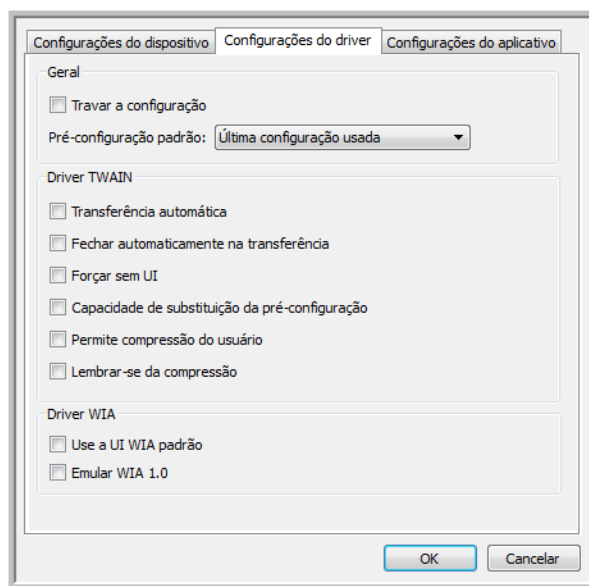 Configurações do dispositivo Configurações do driver Configurações do aplicativo
Geral
Travar a configuração
Pré-configuração padrão: Última configuração usada
Driver TWAIN
Transferência automática
Fechar automaticamente na transferência
Forçar sem UI
Capacidade de substituição da pré-configuração
Permite compressão do usuário
Lembrar-se da compressão
Driver WIA
Use a UI WIA padrão
Emular WIA 1.0
OK Cancelar